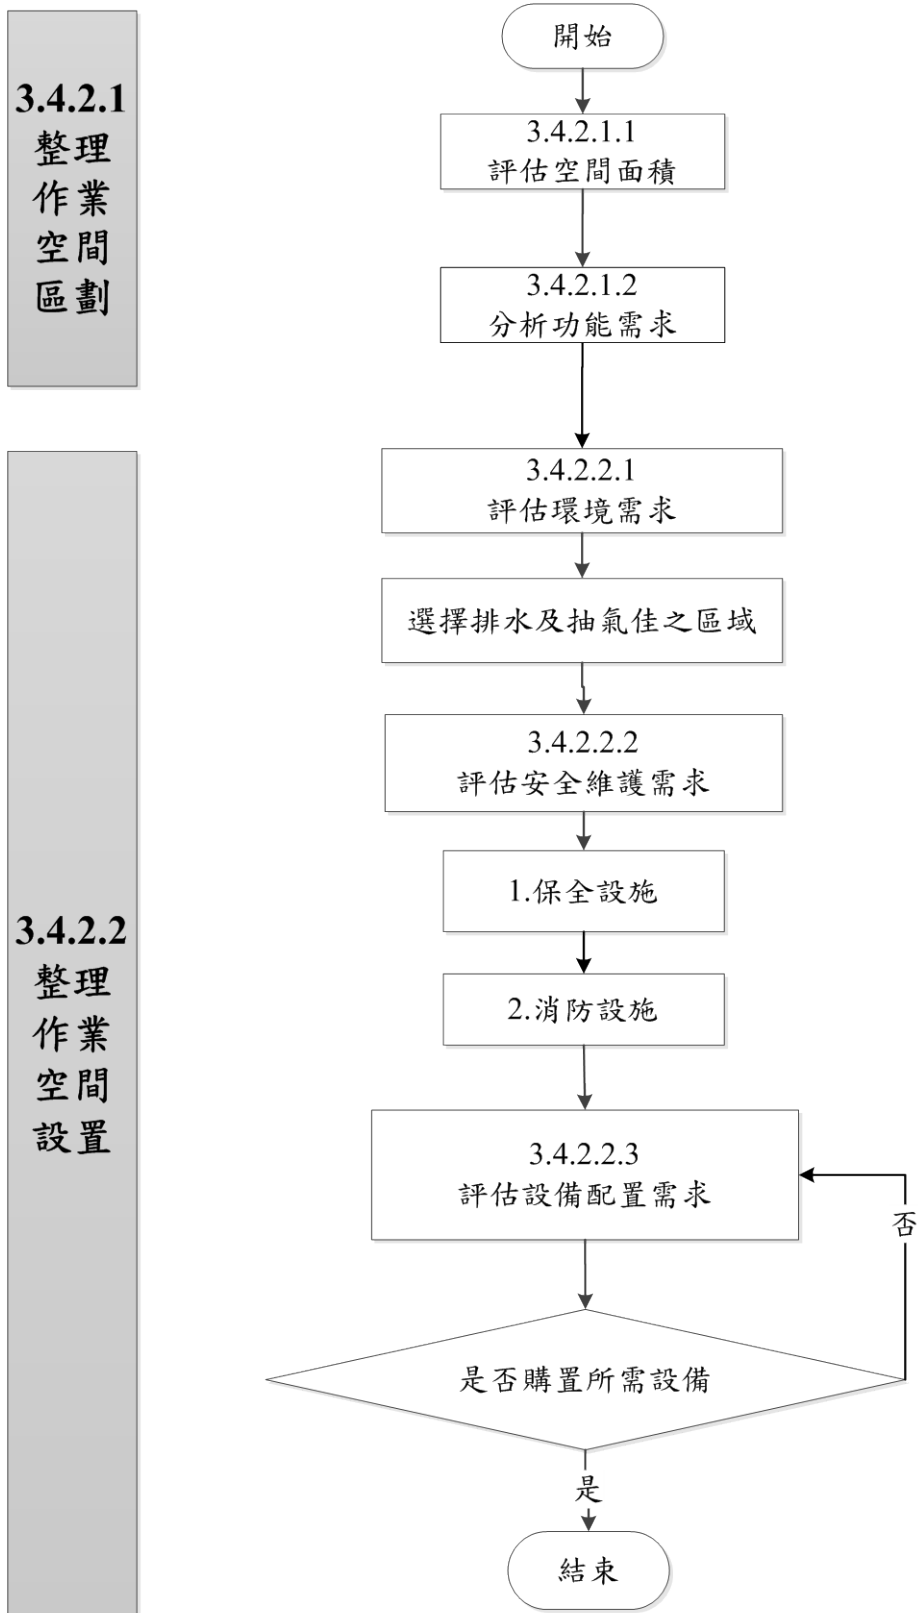 開始
3.4.2.1
整理
作業
空間
區劃
3.4.2.1.1
評估空間面積
3.4.2.1.2
分析功能需求
3.4.2.2
整理
作業
空間
設置
3.4.2.2.1
評估環境需求
選擇排水及抽氣佳之區域
3.4.2.2.2
評估安全維護需求
1.保全設施
2.消防設施
3.4.2.2.3
評估設備配置需求
否
是否購置所需設備
是
結束